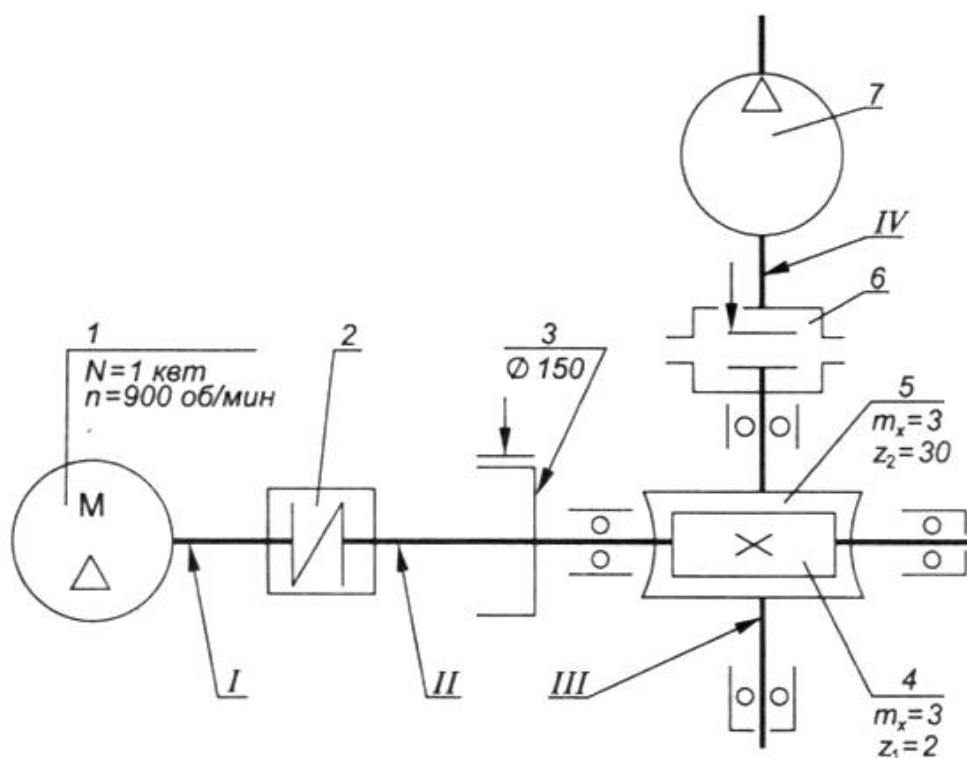 7
IV
6
1
N=1 квт
n=900 об/мин
2
3
Ø 150
5
mₓ=3
z₂=30
M
I
II
III
4
mₓ=3
z₁=2